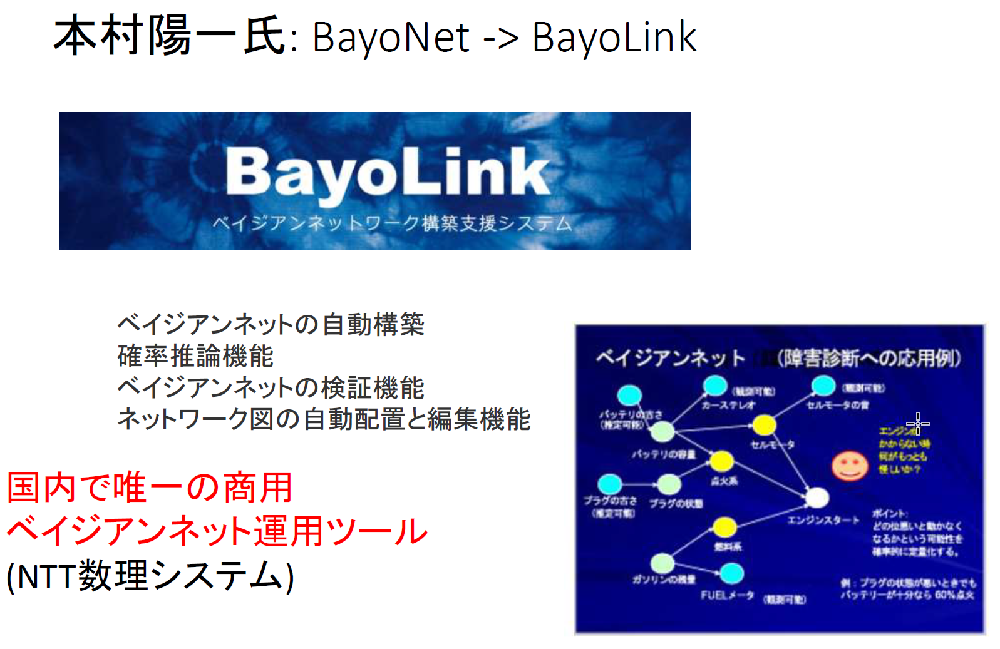 本村陽一氏: BayoNet -> BayoLink
BayoLink
ベイジアンネットワーク構築支援システム
ベイジアンネットの自動構築
確率推論機能
ベイジアンネットの検証機能
ネットワーク図の自動配置と編集機能
国内で唯一の商用
ベイジアンネット運用ツール
(NTT数理システム)
ベイジアンネット (障害診断への応用例)
(観測可能)
カーステレオ
(観測可能)
セルモータの音
バッテリの古さ
(推定可能)
バッテリの容量
セルモータ
エンジンが
かからない時
何がもっとも
怪しいか？
点火系
プラグの古さ
(推定可能)
プラグの状態
エンジンスタート
燃料系
ガソリンの残量
FUELメータ (観測可能)
ポイント:
どの位悪いと動かなく
なるかという可能性を
確率的に定量化する。
例：プラグの状態が悪いときでも
バッテリーが十分なら 60%点火